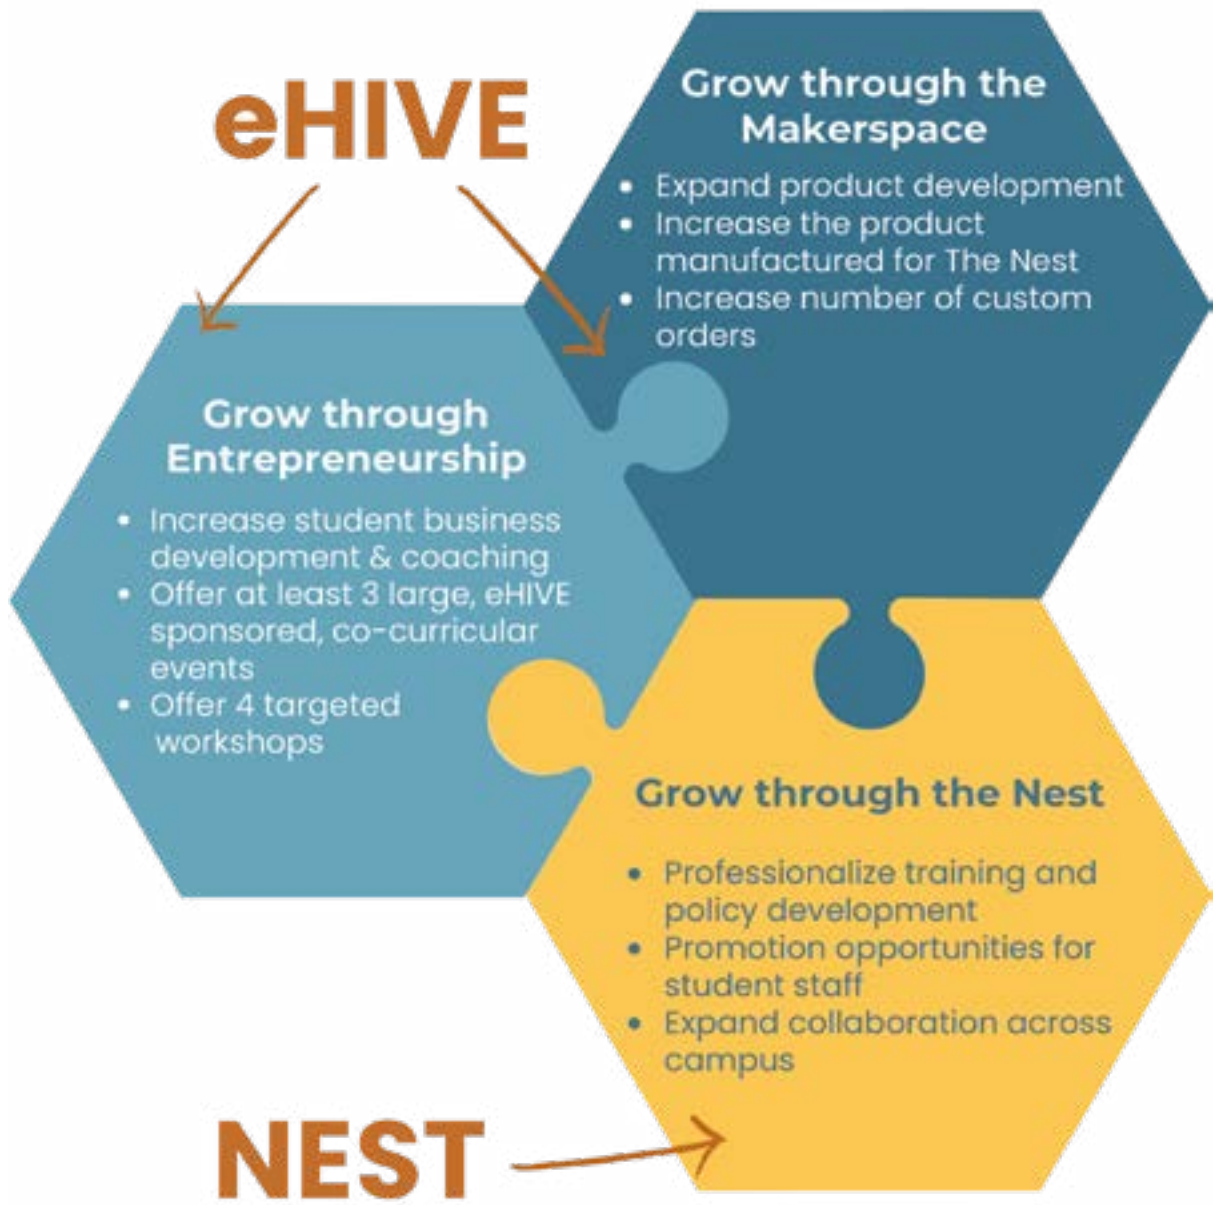 eHIVE
Grow through the
Makerspace
• Expand product development
• Increase the product
manufactured for The Nest
• Increase number of custom
orders
Grow through
Entrepreneurship
• Increase student business
development & coaching
• Offer at least 3 large, eHIVE
sponsored, co-curricular
events
• Offer 4 targeted
workshops
Grow through the Nest
• Professionalize training and
policy development
• Promotion opportunities for
student staff
• Expand collaboration across
campus
NEST